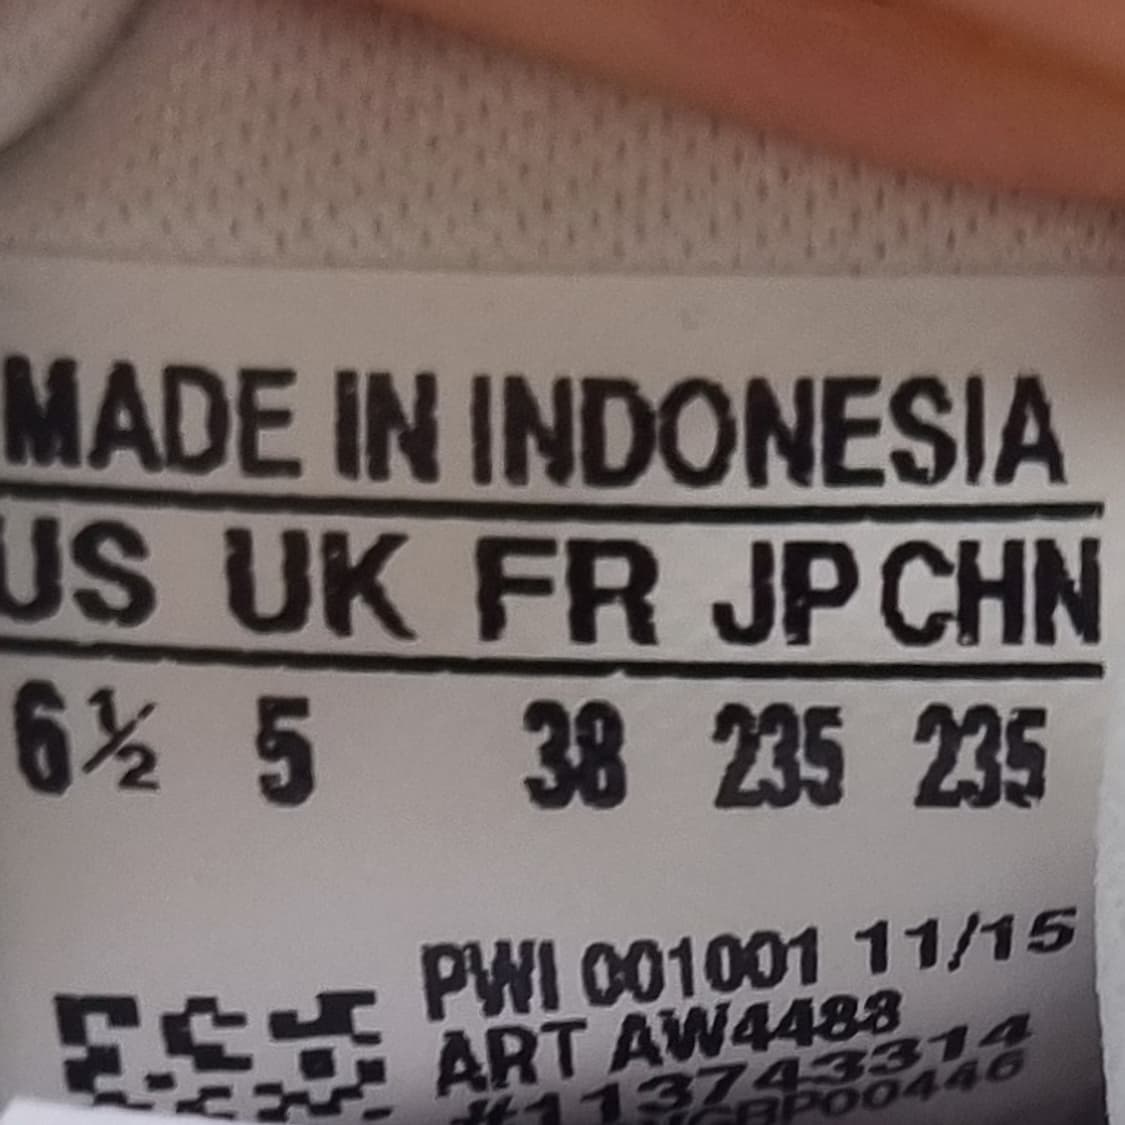 MADE IN INDONESIA
US UK FR JP CHN
6½ 5 38 235 235
PWI 001001 11/15
ART AW4488
#113743314